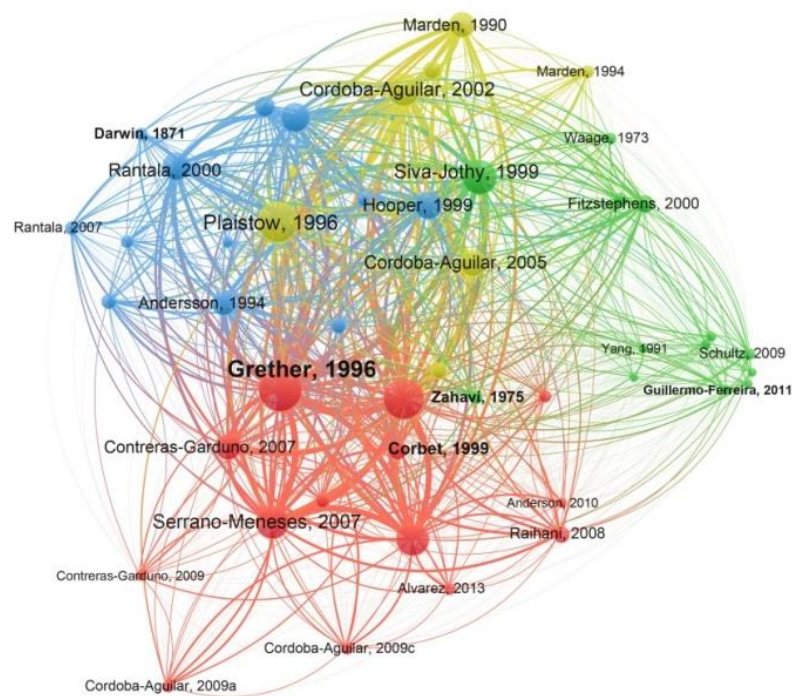 Marden, 1990
Marden, 1994
Cordoba-Aguilar, 2002
Darwin, 1871
Waage, 1973
Rantala, 2000
Siva-Jothy, 1999
Hooper, 1999
Fitzstephens, 2000
Plaistow, 1996
Rantala, 2007
Cordoba-Aguilar, 2005
Andersson, 1994
Yang, 1991
Schultz, 2009
Grether, 1996
Guillermo-Ferreira, 2011
Zahavi, 1975
Contreras-Garduno, 2007
Corbet, 1999
Anderson, 2010
Serrano-Meneses, 2007
Raihani, 2008
Contreras-Garduno, 2009
Alvarez, 2013
Cordoba-Aguilar, 2009c
Cordoba-Aguilar, 2009a